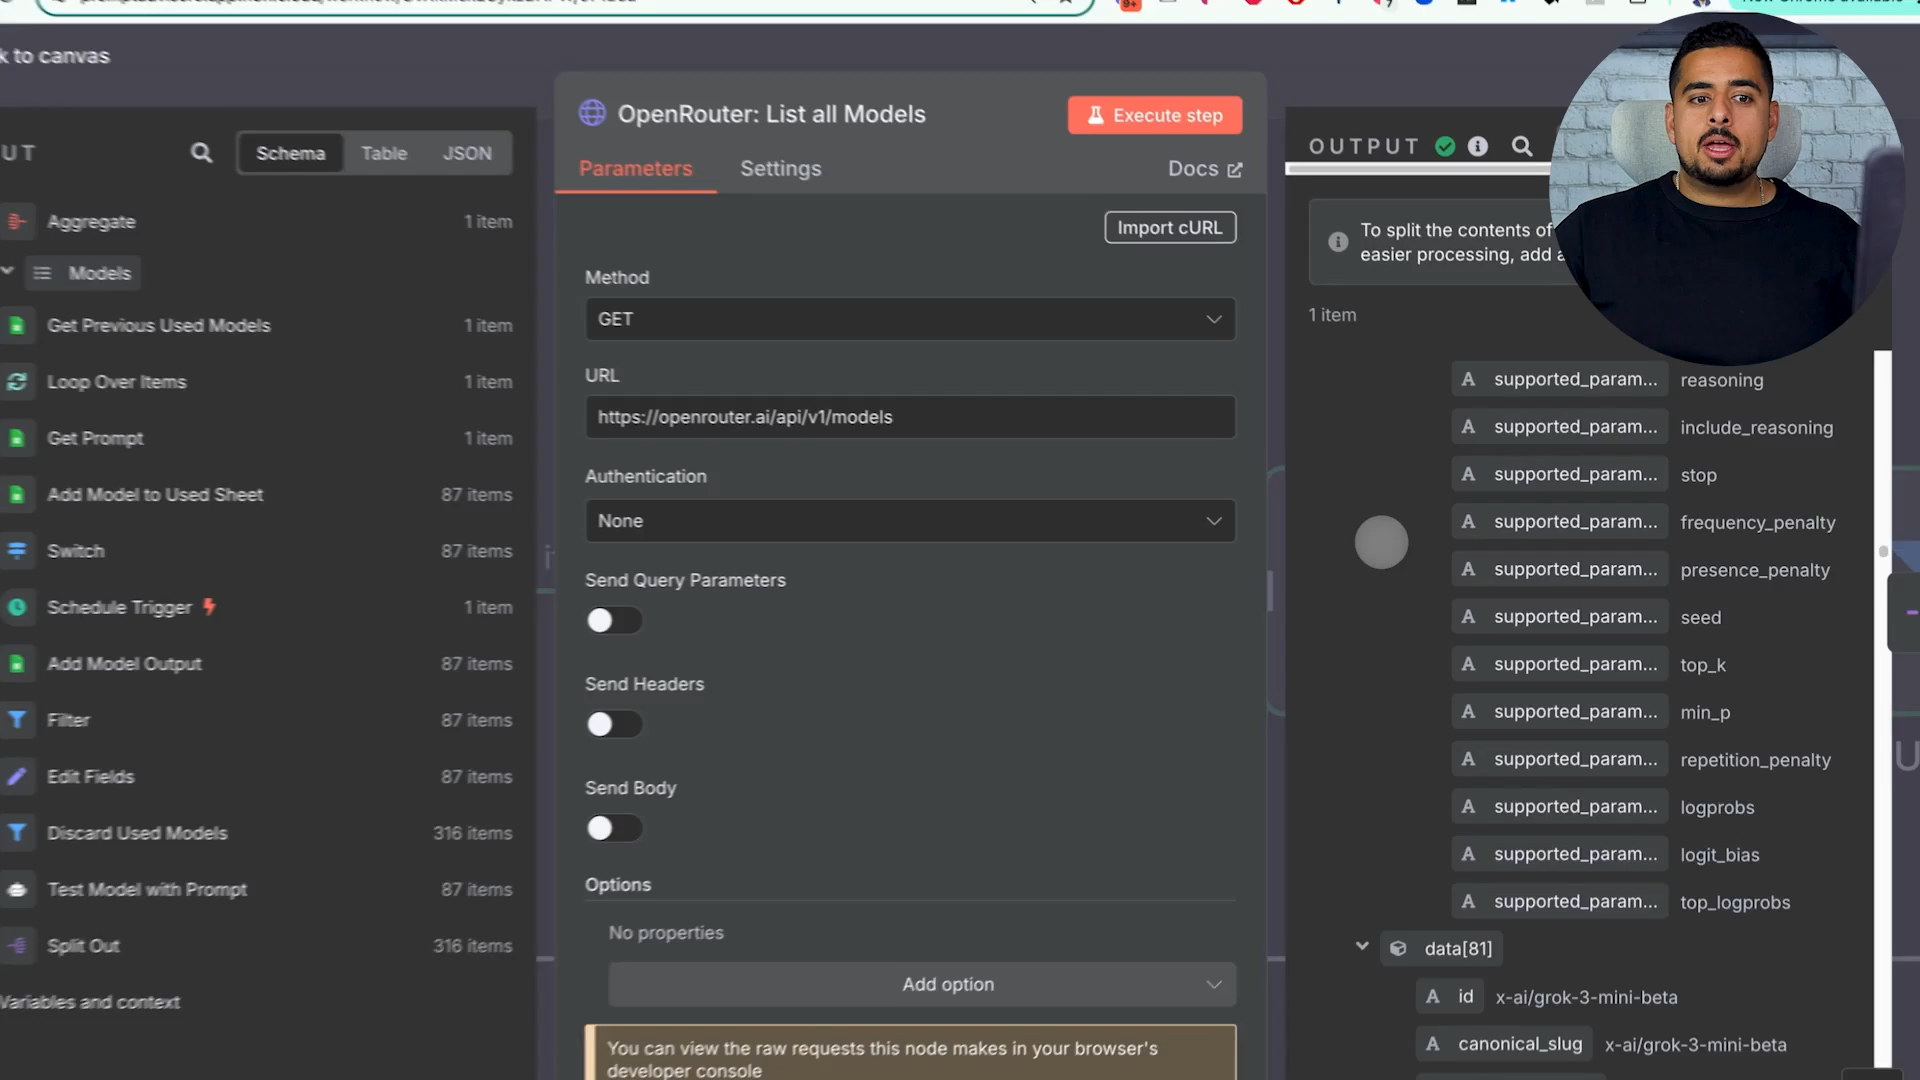 k to canvas
UT
Schema
Table
JSON
Aggregate
1 item
Models
Get Previous Used Models
1 item
Loop Over Items
1 item
Get Prompt
1 item
Add Model to Used Sheet
87 items
Switch
87 items
Schedule Trigger
1 item
Add Model Output
87 items
Filter
87 items
Edit Fields
87 items
Discard Used Models
316 items
Test Model with Prompt
87 items
Split Out
316 items
Variables and context
OpenRouter: List all Models
Execute step
Parameters
Settings
Docs
Import cURL
Method
GET
URL
https://openrouter.ai/api/v1/models
Authentication
None
Send Query Parameters
Send Headers
Send Body
Options
No properties
Add option
You can view the raw requests this node makes in your browser's
developer console
OUTPUT
To split the contents of
easier processing, add a
1 item
A supported_param... reasoning
A supported_param... include_reasoning
A supported_param... stop
A supported_param... frequency_penalty
A supported_param... presence_penalty
A supported_param... seed
A supported_param... top_k
A supported_param... min_p
A supported_param... repetition_penalty
A supported_param... logprobs
A supported_param... logit_bias
A supported_param... top_logprobs
data[81]
A id x-ai/grok-3-mini-beta
A canonical_slug x-ai/grok-3-mini-beta